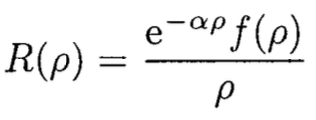 R(ρ) = e^{-αρ} f(ρ) / ρ